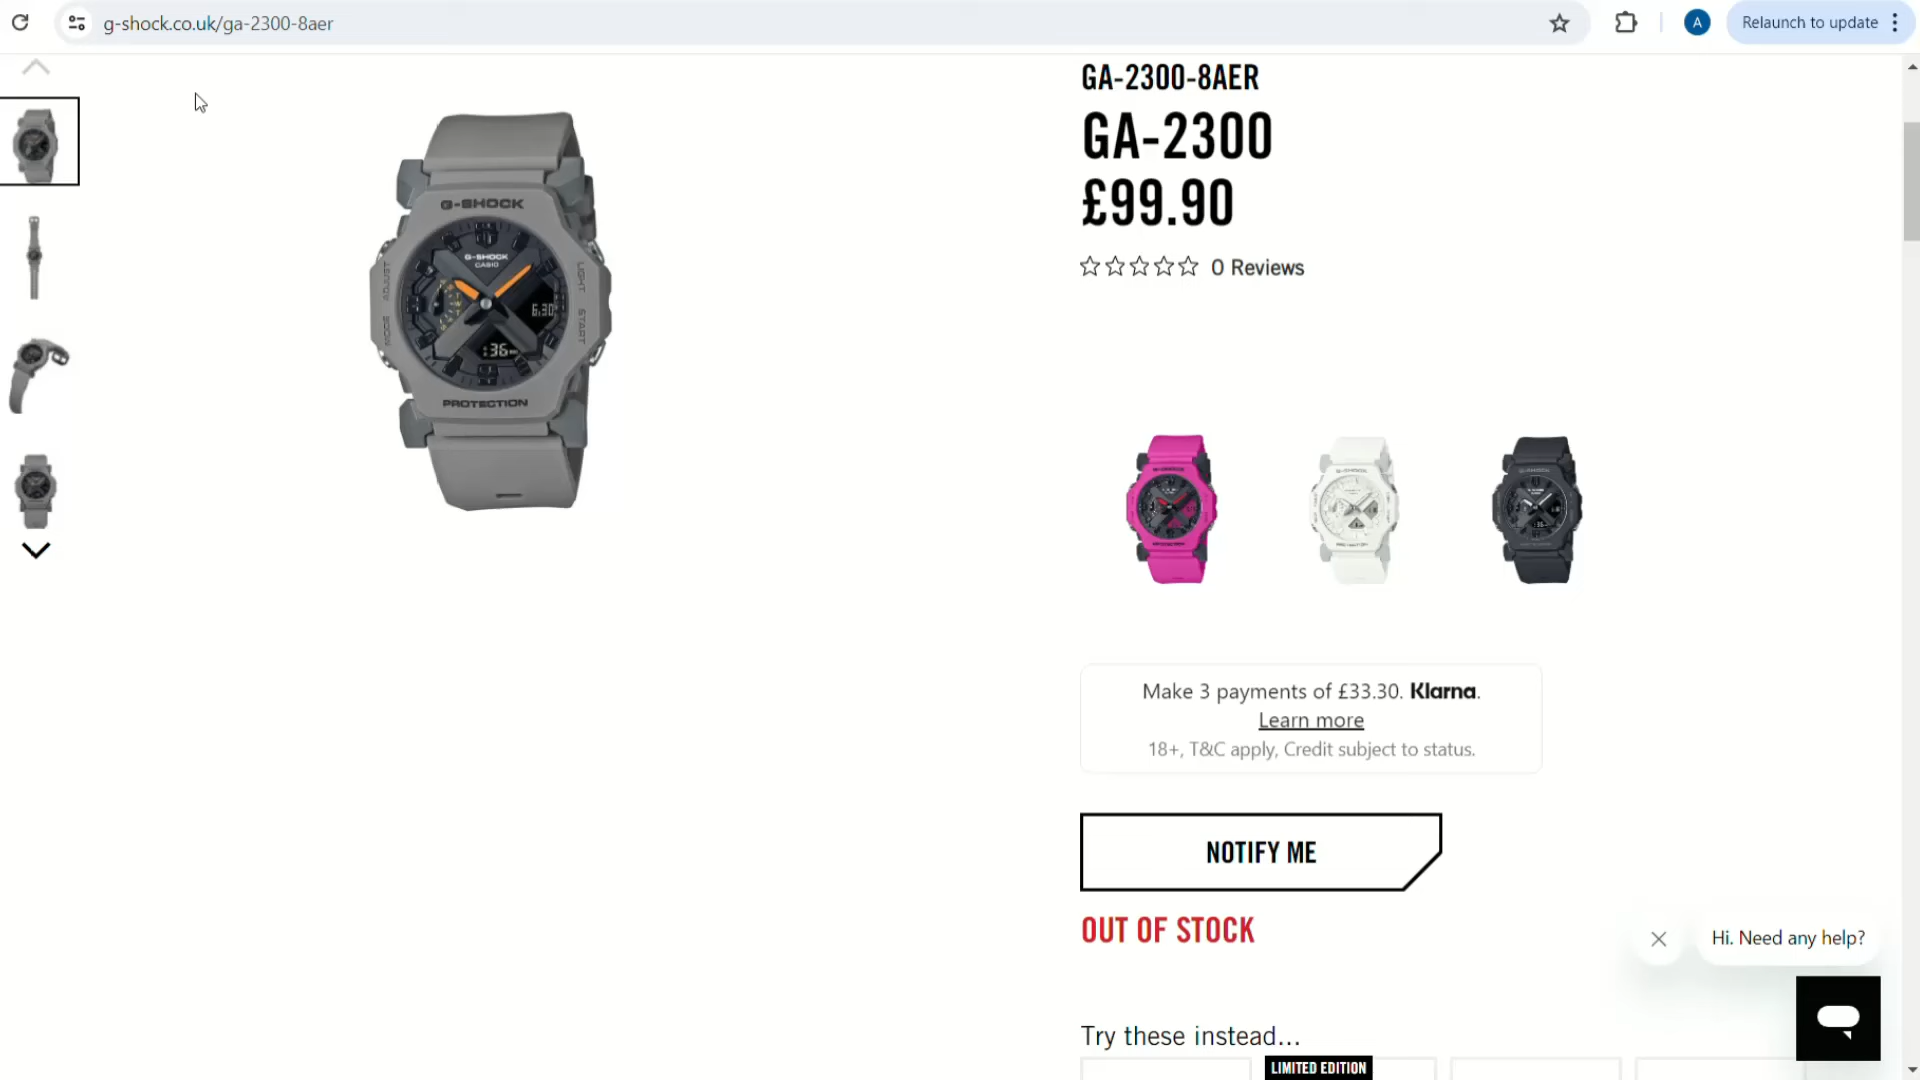 g-shock.co.uk/ga-2300-8aer
A
Relaunch to update
GA-2300-8AER
GA-2300
£99.90
0 Reviews
G-SHOCK
G-SHOCK
CASIO
ADJUST
LIGHT
MODE
START
6.30
:36
PROTECTION
Make 3 payments of £33.30. Klarna.
Learn more
18+, T&C apply, Credit subject to status.
NOTIFY ME
OUT OF STOCK
Hi. Need any help?
Try these instead...
LIMITED EDITION